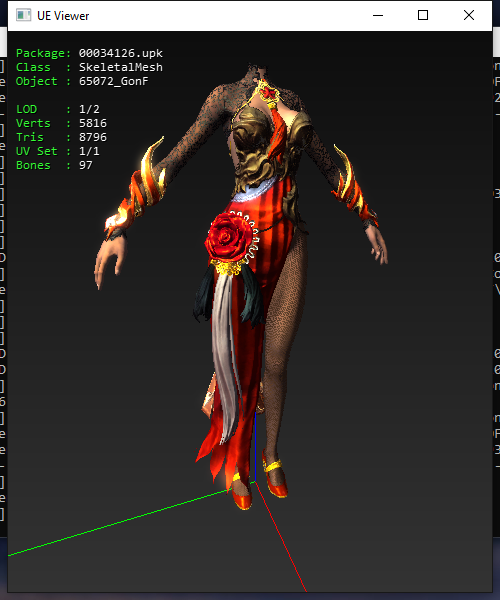 UE Viewer
Package: 00034126.upk
Class  : SkeletalMesh
Object : 65072_GonF
LOD    : 1/2
Verts  : 5816
Tris   : 8796
UV Set : 1/1
Bones  : 97